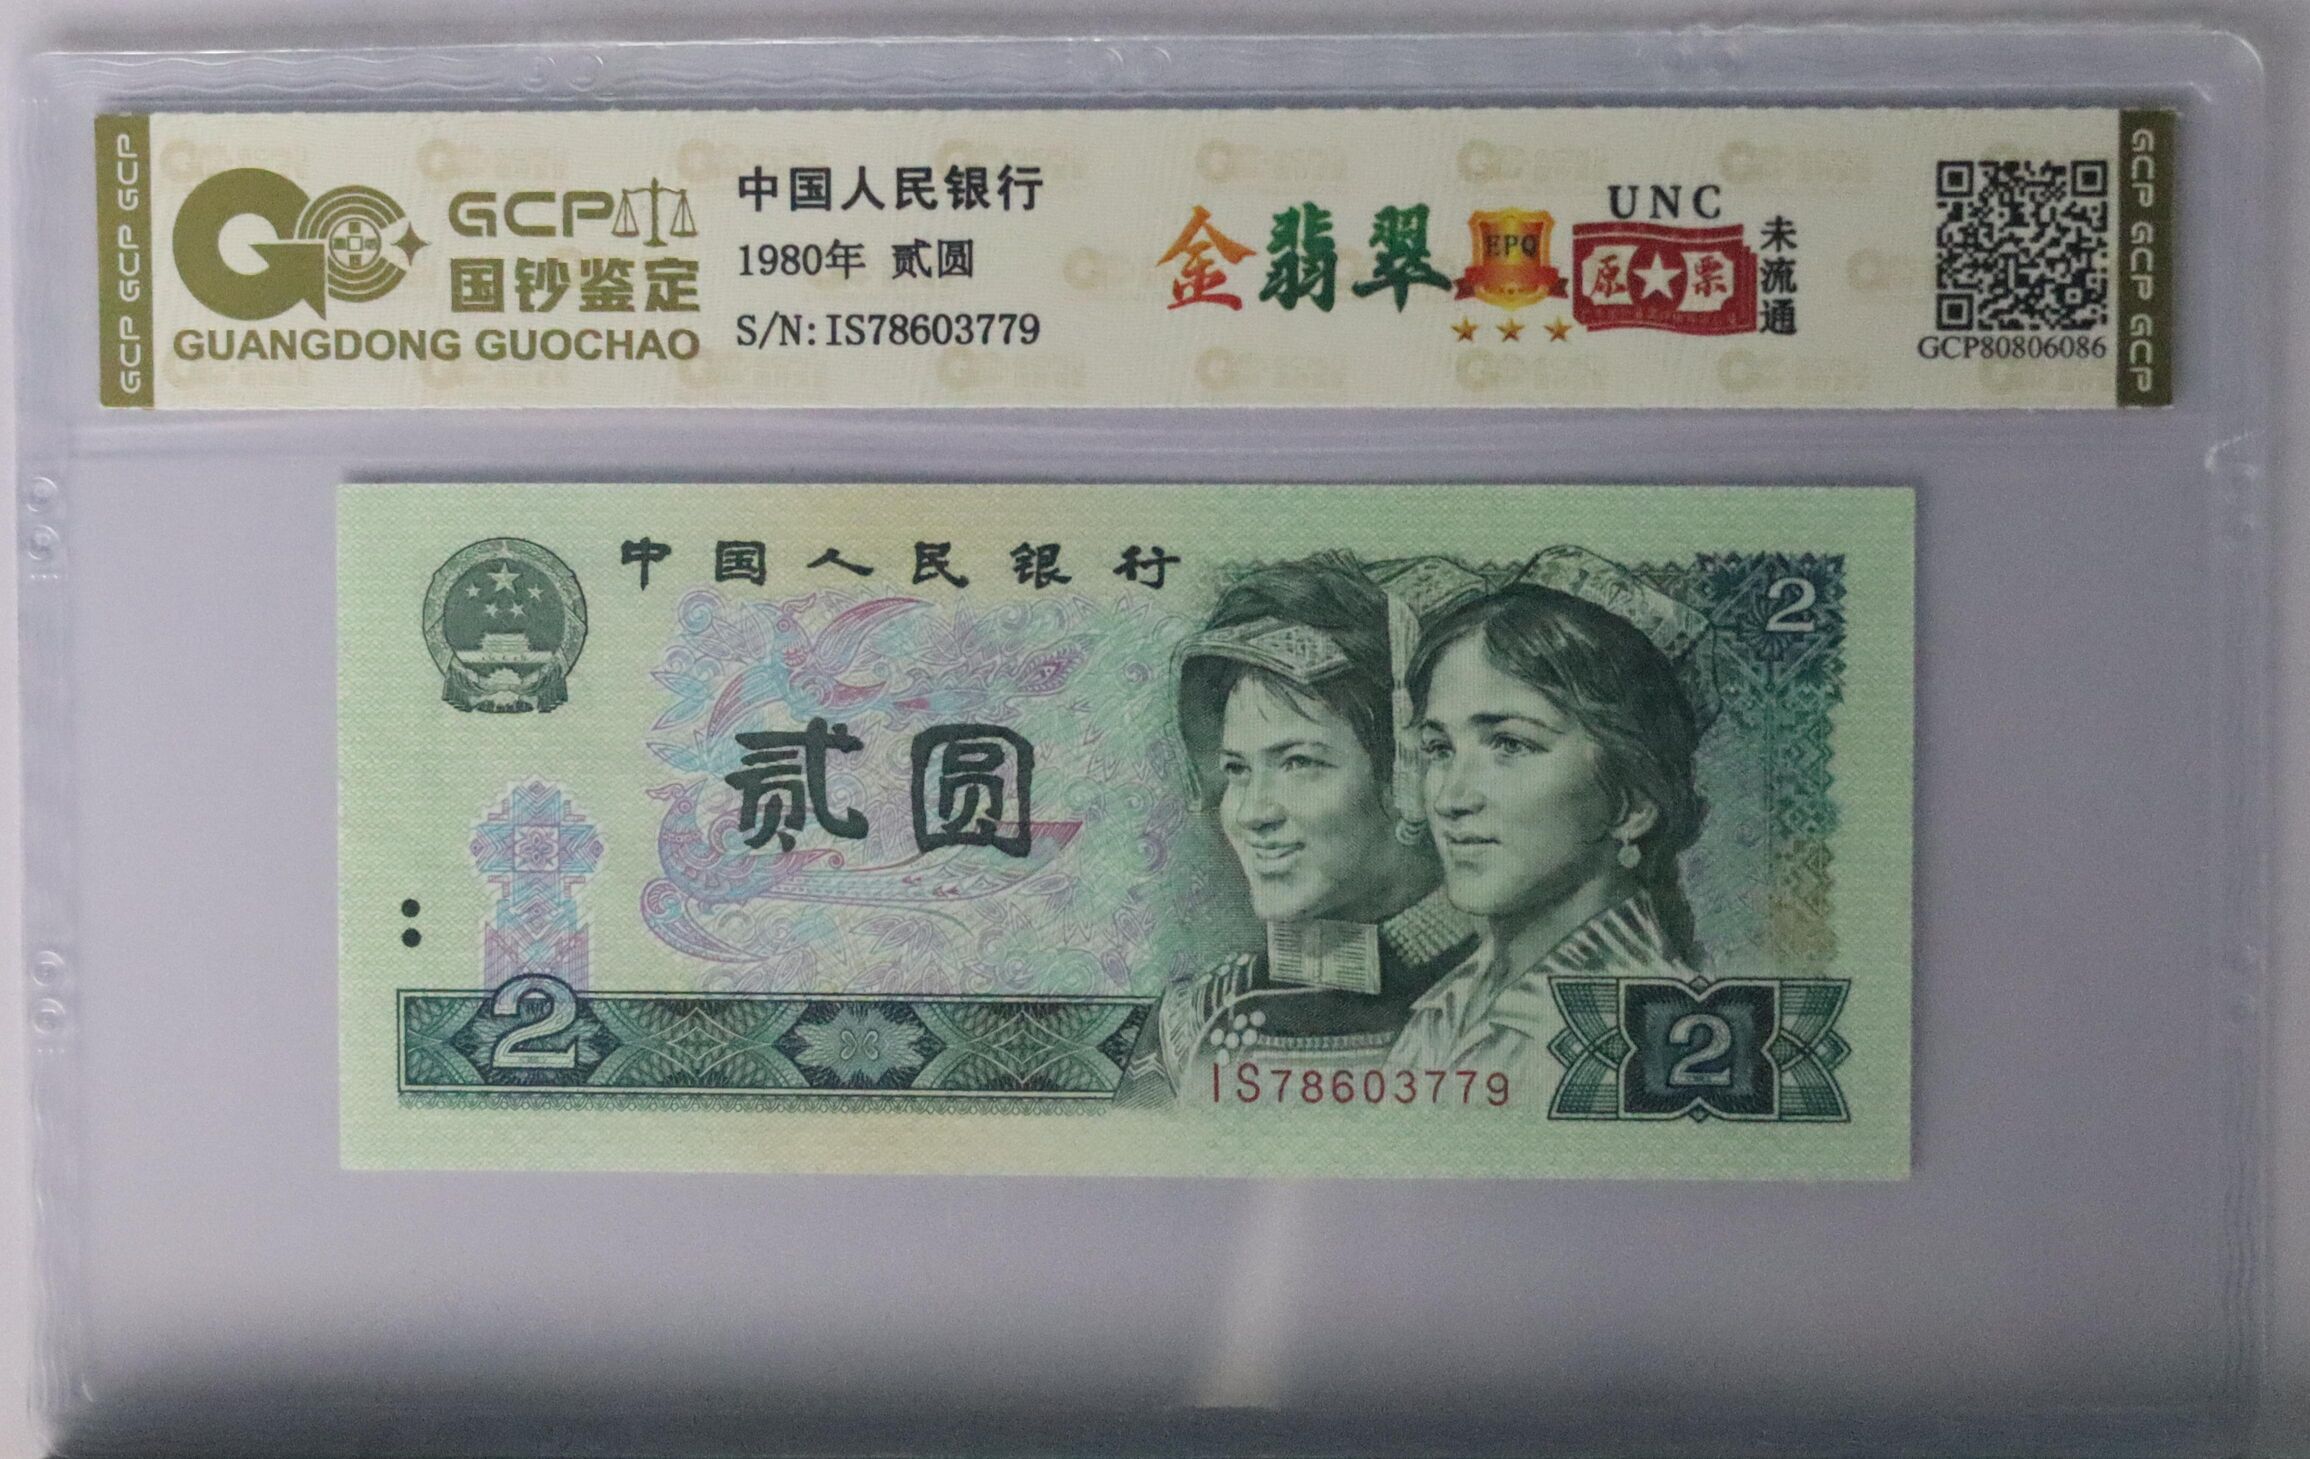 GCP GCP GCP
GCP
国钞鉴定
GUANGDONG GUOCHAO
中国人民银行
1980年 贰圆
S/N: IS78603779
金翡翠
EPQ
UNC
原票
未流通
GCP80806086
GCP GCP GCP
中国人民银行
贰圆
2
2
2
IS78603779